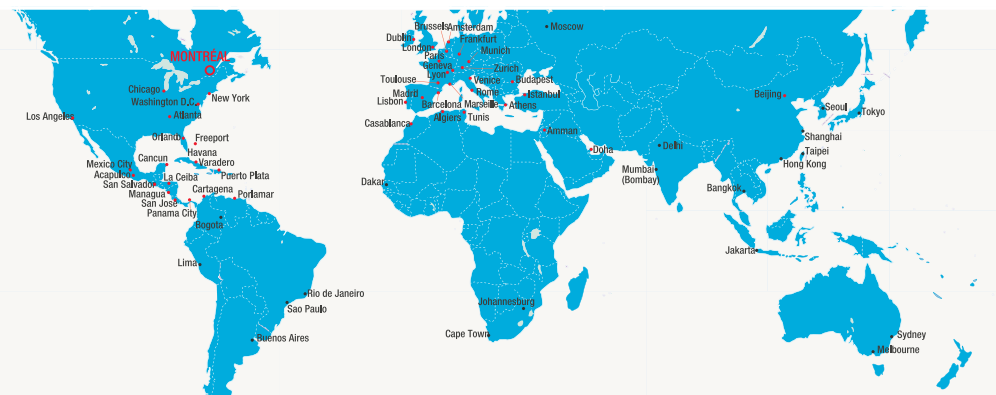 Brussels
Amsterdam
Moscow
Dublin
Frankfurt
London
Munich
Paris
MONTRÉAL
Geneva
Zurich
Lyon
Toulouse
Venice
Budapest
Chicago
New York
Madrid
Rome
Istanbul
Beijing
Washington D.C.
Lisbon
Barcelona
Marseille
Athens
Seoul
Tokyo
Los Angeles
Atlanta
Casablanca
Algiers
Tunis
Amman
Shanghai
Orlando
Freeport
Doha
Delhi
Taipei
Havana
Cancun
Varadero
Hong Kong
Mexico City
Puerto Plata
Mumbai
(Bombay)
Acapulco
La Ceiba
San Salvador
Dakar
Bangkok
Managua
Cartagena
Porlamar
San José
Panama City
Bogota
Jakarta
Lima
Rio de Janeiro
Johannesburg
Sao Paulo
Cape Town
Sydney
Buenos Aires
Melbourne